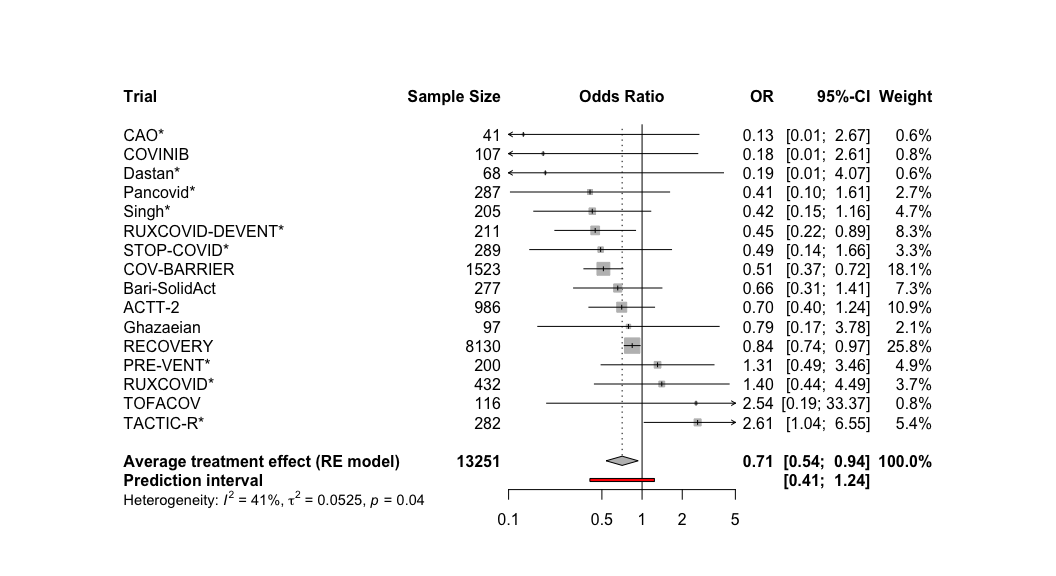 Trial Sample Size Odds Ratio OR 95%-CI Weight
CAO* 41 0.13 [0.01; 2.67] 0.6%
COVINIB 107 0.18 [0.01; 2.61] 0.8%
Dastan* 68 0.19 [0.01; 4.07] 0.6%
Pancovid* 287 0.41 [0.10; 1.61] 2.7%
Singh* 205 0.42 [0.15; 1.16] 4.7%
RUXCOVID-DEVENT* 211 0.45 [0.22; 0.89] 8.3%
STOP-COVID* 289 0.49 [0.14; 1.66] 3.3%
COV-BARRIER 1523 0.51 [0.37; 0.72] 18.1%
Bari-SolidAct 277 0.66 [0.31; 1.41] 7.3%
ACTT-2 986 0.70 [0.40; 1.24] 10.9%
Ghazaeian 97 0.79 [0.17; 3.78] 2.1%
RECOVERY 8130 0.84 [0.74; 0.97] 25.8%
PRE-VENT* 200 1.31 [0.49; 3.46] 4.9%
RUXCOVID* 432 1.40 [0.44; 4.49] 3.7%
TOFACOV 116 2.54 [0.19; 33.37] 0.8%
TACTIC-R* 282 2.61 [1.04; 6.55] 5.4%
Average treatment effect (RE model) 13251 0.71 [0.54; 0.94] 100.0%
Prediction interval [0.41; 1.24]
Heterogeneity: I² = 41%, τ² = 0.0525, p = 0.04
0.1 0.5 1 2 5